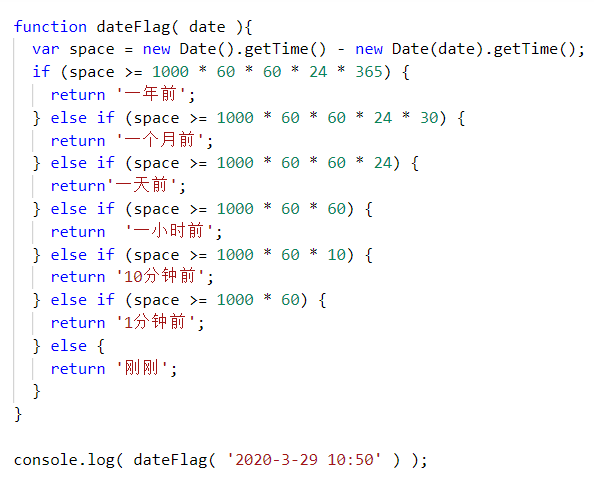 function dateFlag( date ){
  var space = new Date().getTime() - new Date(date).getTime();
  if (space >= 1000 * 60 * 60 * 24 * 365) {
    return '一年前';
  } else if (space >= 1000 * 60 * 60 * 24 * 30) {
    return '一个月前';
  } else if (space >= 1000 * 60 * 60 * 24) {
    return'一天前';
  } else if (space >= 1000 * 60 * 60) {
    return  '一小时前';
  } else if (space >= 1000 * 60 * 10) {
    return '10分钟前';
  } else if (space >= 1000 * 60) {
    return '1分钟前';
  } else {
    return '刚刚';
  }
}
console.log( dateFlag( '2020-3-29 10:50' ) );